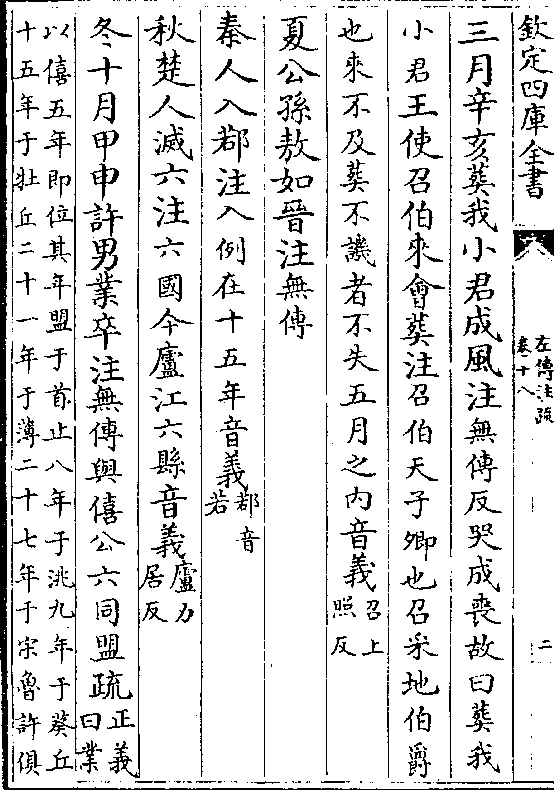 欽定四庫全書
左傳注疏
卷十八
二
三月辛亥葬我小君成風注無傳反哭成喪故曰葬我
小君王使召伯來會葬注召伯天子卿也召采地伯爵
也來不及葬不譏者不失五月之內音義召上
照反
夏公孫敖如晉注無傳
秦人入鄀注入例在十五年音義鄀音
若
秋楚人滅六注六國今廬江六縣音義廬力
居反
冬十月甲申許男業卒注無傳與僖公六同盟疏正義
曰業
以僖五年即位其年盟于首止八年于洮九年于葵丘
十五年于牡丘二十一年于薄二十七年于宋魯許俱